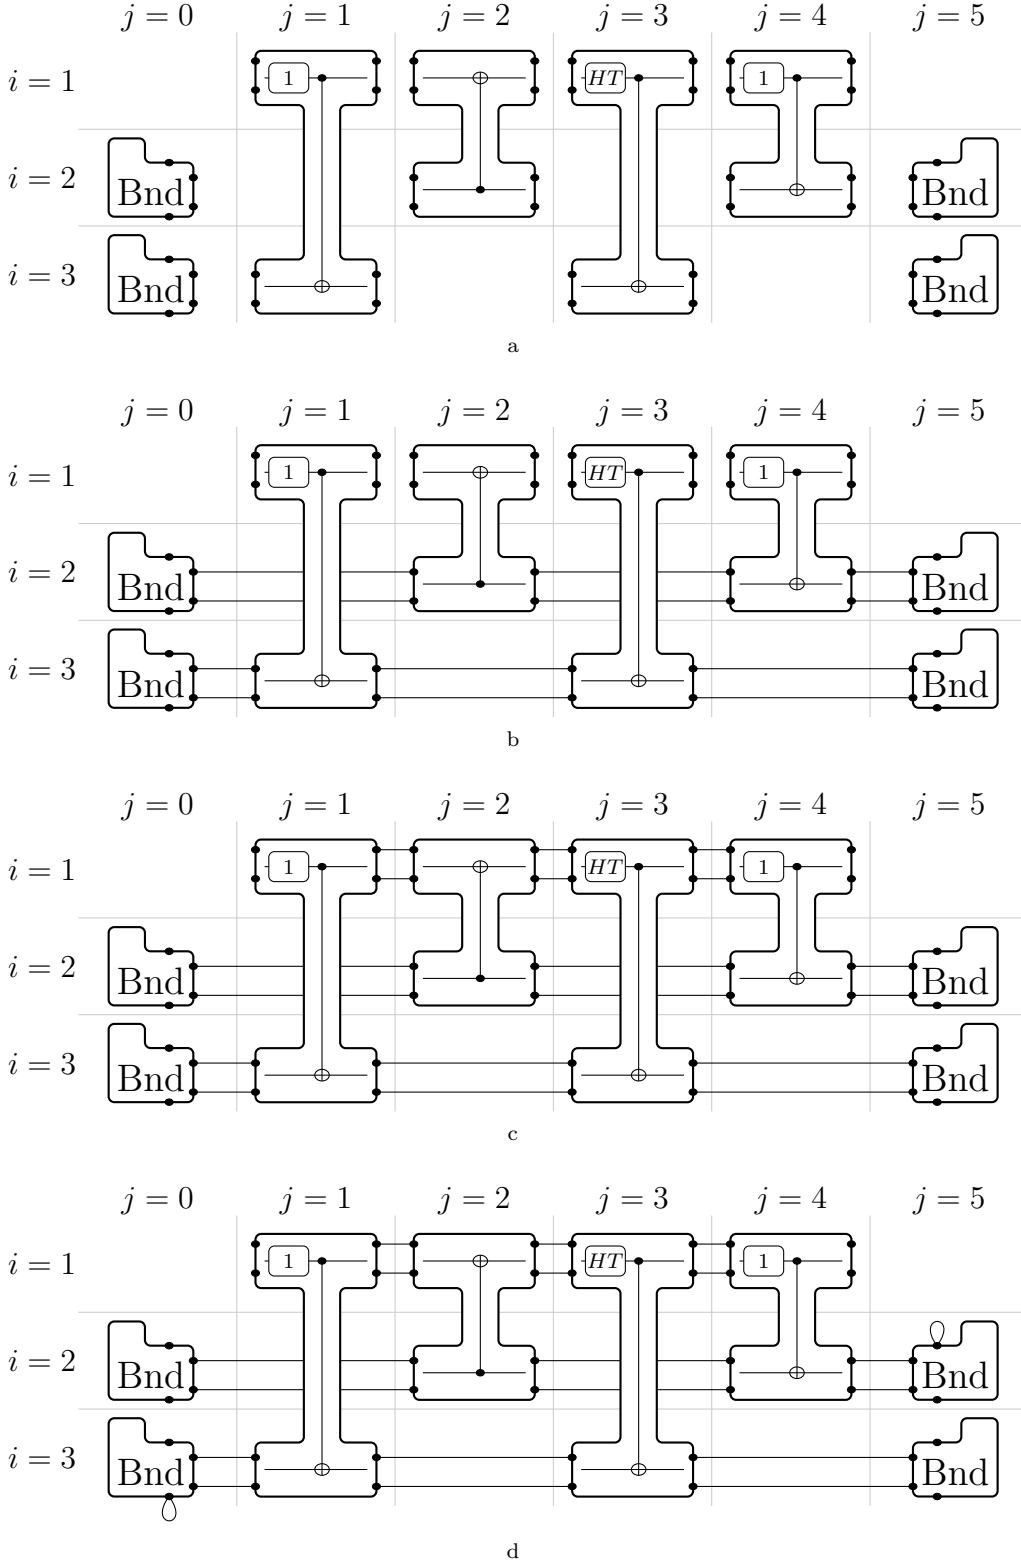 j = 0 j = 1 j = 2 j = 3 j = 4 j = 5
i = 1 1 HT 1
i = 2 Bnd Bnd
i = 3 Bnd Bnd
a
j = 0 j = 1 j = 2 j = 3 j = 4 j = 5
i = 1 1 HT 1
i = 2 Bnd Bnd
i = 3 Bnd Bnd
b
j = 0 j = 1 j = 2 j = 3 j = 4 j = 5
i = 1 1 HT 1
i = 2 Bnd Bnd
i = 3 Bnd Bnd
c
j = 0 j = 1 j = 2 j = 3 j = 4 j = 5
i = 1 1 HT 1
i = 2 Bnd Bnd
i = 3 Bnd Bnd
d